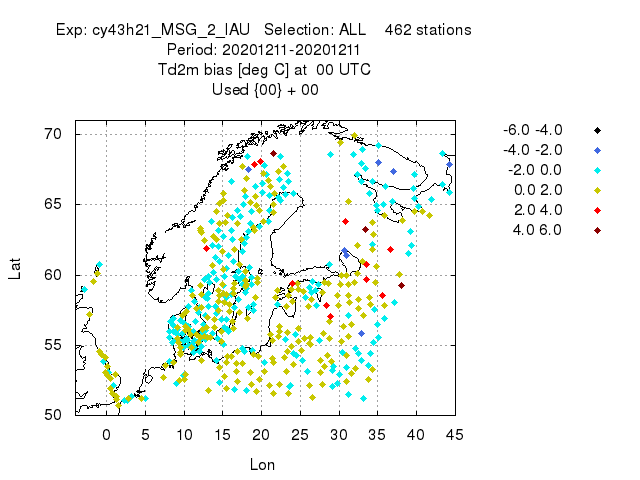 Exp: cy43h21_MSG_2_IAU   Selection: ALL    462 stations
Period: 20201211-20201211
Td2m bias [deg C] at  00 UTC
Used {00} + 00
-6.0 -4.0
-4.0 -2.0
-2.0 0.0
0.0 2.0
2.0 4.0
4.0 6.0
70
65
60
55
50
Lat
0 5 10 15 20 25 30 35 40 45
Lon